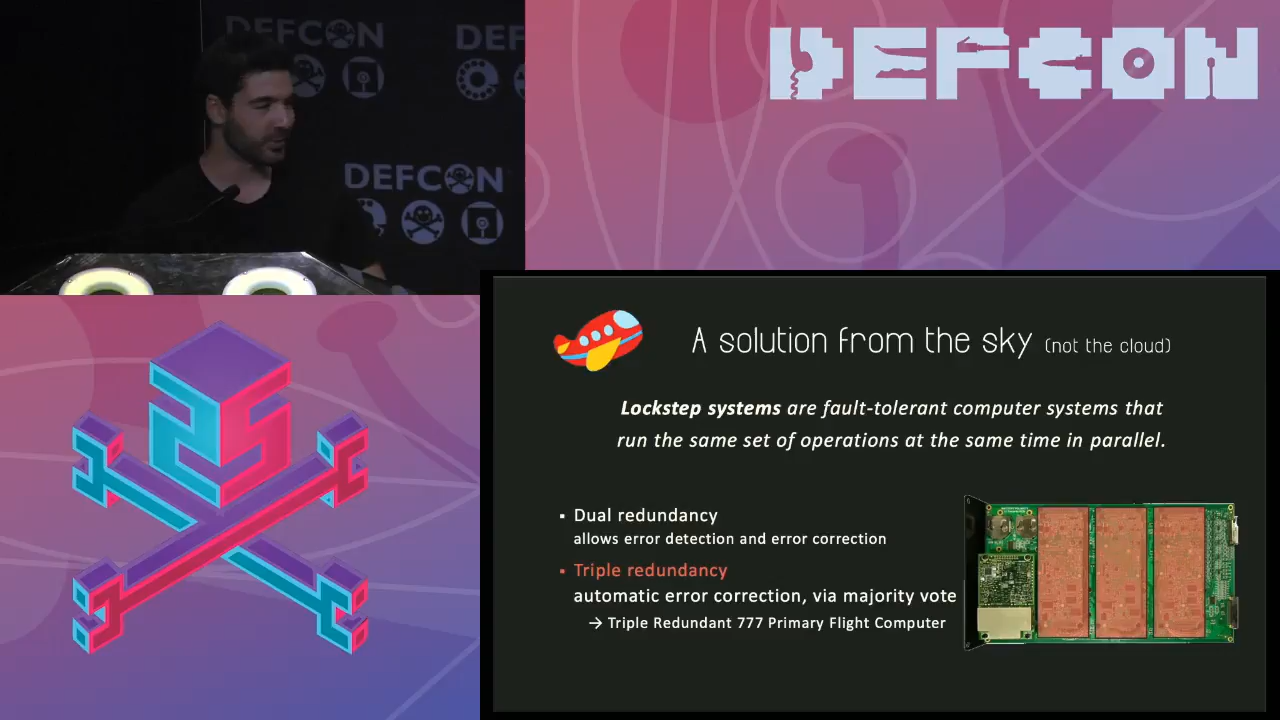 DEFCON
DEF
DEFCON
DEFCON
A solution from the sky (not the cloud)
Lockstep systems are fault-tolerant computer systems that
run the same set of operations at the same time in parallel.
▪ Dual redundancy
allows error detection and error correction
▪ Triple redundancy
automatic error correction, via majority vote
→ Triple Redundant 777 Primary Flight Computer